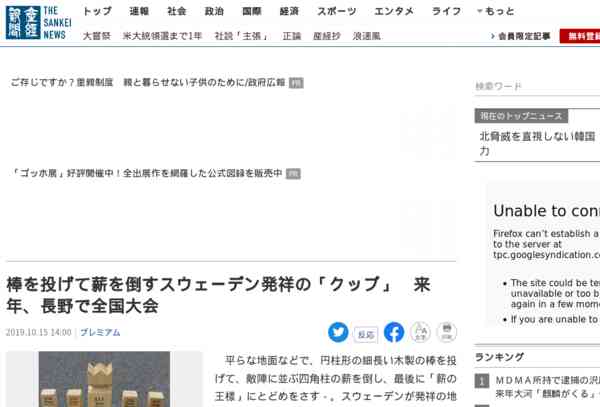 産経新聞
THE SANKEI NEWS
トップ 速報 社会 政治 国際 経済 スポーツ エンタメ ライフ もっと
大嘗祭 米大統領選まで1年 社説「主張」 正論 産経抄 浪速風
会員限定記事 無料登録
ご存じですか?里親制度 親と暮らせない子供のために/政府広報 PR
検索ワード
現在のトップニュース
北脅威を直視しない韓国
力
「ゴッホ展」好評開催中!全出展作を網羅した公式図録を販売中 PR
Unable to con
Firefox can't establish a
to the server at
tpc.googlesyndication.co
The site could be te
unavailable or too b
again in a few mome
If you are unable to
棒を投げて薪を倒すスウェーデン発祥の「クッブ」 来
年、長野で全国大会
2019.10.15 14:00 プレミアム
反応
印刷
平らな地面などで、円柱形の細長い木製の棒を投
げて、敵陣に並ぶ四角柱の薪を倒し、最後に「薪の
王様」にとどめをさす-。スウェーデンが発祥の地
ランキング
1 MDMA所持で逮捕の沢尻
来年大河「麒麟がくる」